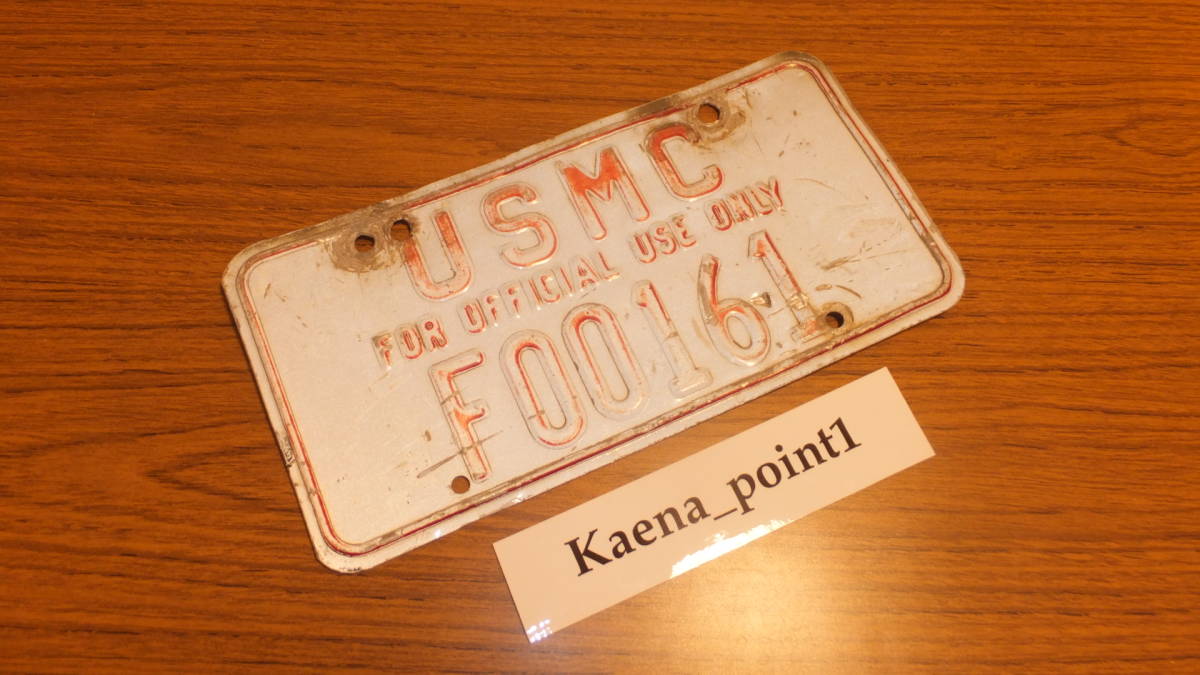 USMC
FOR OFFICIAL USE ONLY
F00161
Kaena_point1